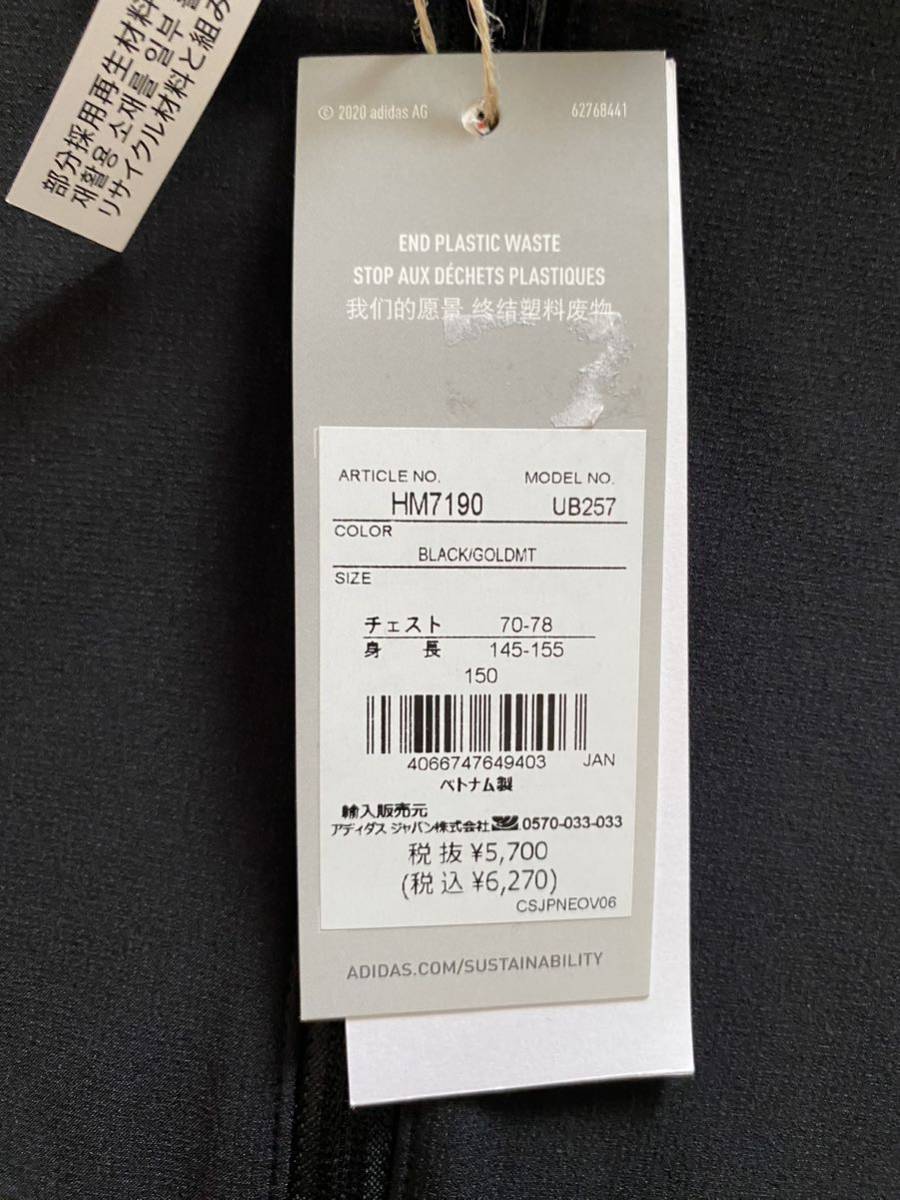 部分採用再生材料
재활용 소재를 일부
リサイクル材料と組み
© 2020 adidas AG 62768441
END PLASTIC WASTE
STOP AUX DÉCHETS PLASTIQUES
我们的愿景 终结塑料废物
ARTICLE NO. MODEL NO.
HM7190 UB257
COLOR
BLACK/GOLDMT
SIZE
チェスト 70-78
身長 145-155
150
4066747649403 JAN
ベトナム製
輸入販売元
アディダス ジャパン株式会社 0570-033-033
税抜 ¥5,700
(税込 ¥6,270)
CSJPNEOV06
ADIDAS.COM/SUSTAINABILITY